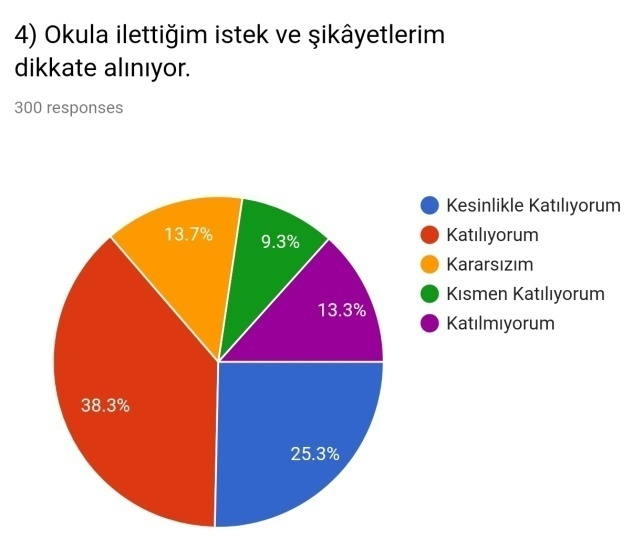 4) Okula ilettiğim istek ve şikâyetlerim
dikkate alınıyor.
300 responses
13.7%
9.3%
13.3%
38.3%
25.3%
Kesinlikle Katılıyorum
Katılıyorum
Kararsızım
Kısmen Katılıyorum
Katılmıyorum